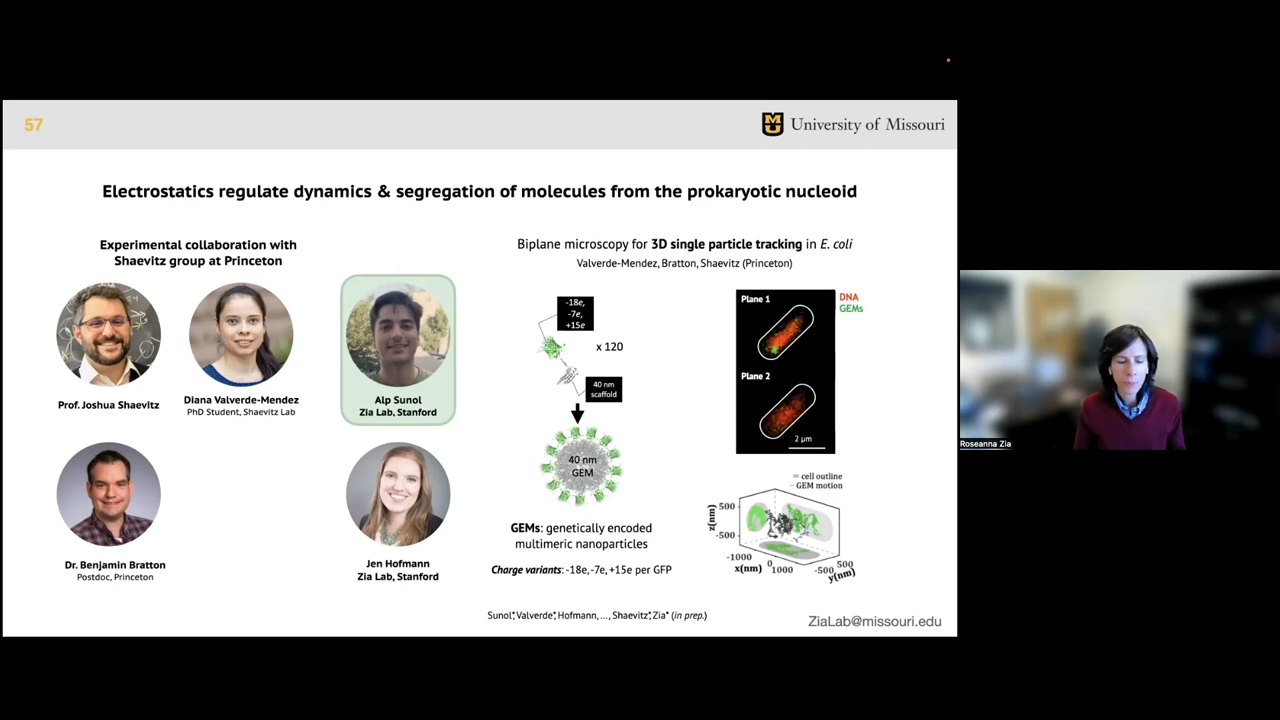 57
University of Missouri
Electrostatics regulate dynamics & segregation of molecules from the prokaryotic nucleoid
Experimental collaboration with
Shaevitz group at Princeton
Prof. Joshua Shaevitz
Diana Valverde-Mendez
PhD Student, Shaevitz Lab
Alp Sunol
Zia Lab, Stanford
Dr. Benjamin Bratton
Postdoc, Princeton
Jen Hofmann
Zia Lab, Stanford
Biplane microscopy for 3D single particle tracking in E. coli
Valverde-Mendez, Bratton, Shaevitz (Princeton)
-18e,
-7e,
+15e
x 120
40 nm
scaffold
40 nm
GEM
GEMs: genetically encoded
multimeric nanoparticles
Charge variants: -18e, -7e, +15e per GFP
Plane 1
DNA
GEMs
Plane 2
2 μm
cell outline
GEM motion
z(nm)
500
-500
-1000
x(nm)
0
1000
-500
500
y(nm)
Sunol*, Valverde*, Hofmann, ..., Shaevitz*, Zia* (in prep.)
ZiaLab@missouri.edu
Roseanna Zia